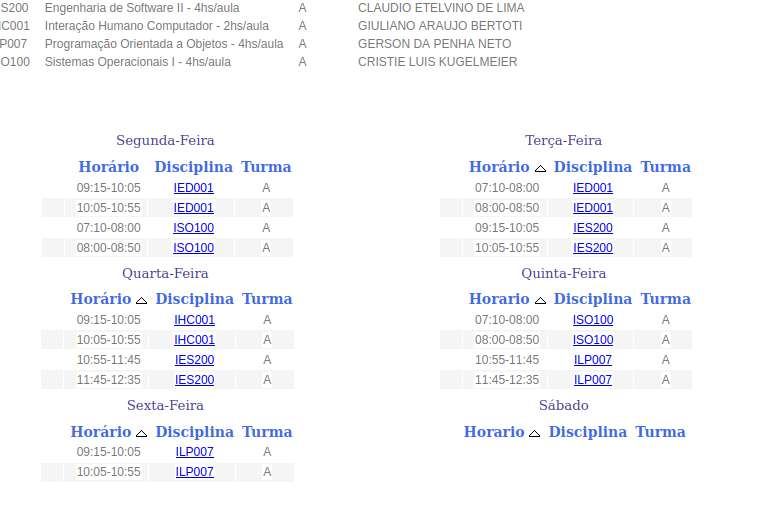 S200 Engenharia de Software II - 4hs/aula A CLAUDIO ETELVINO DE LIMA
C001 Interação Humano Computador - 2hs/aula A GIULIANO ARAUJO BERTOTI
P007 Programação Orientada a Objetos - 4hs/aula A GERSON DA PENHA NETO
O100 Sistemas Operacionais I - 4hs/aula A CRISTIE LUIS KUGELMEIER
Segunda-Feira
Horário Disciplina Turma
09:15-10:05 IED001 A
10:05-10:55 IED001 A
07:10-08:00 ISO100 A
08:00-08:50 ISO100 A
Terça-Feira
Horário Disciplina Turma
07:10-08:00 IED001 A
08:00-08:50 IED001 A
09:15-10:05 IES200 A
10:05-10:55 IES200 A
Quarta-Feira
Horário Disciplina Turma
09:15-10:05 IHC001 A
10:05-10:55 IHC001 A
10:55-11:45 IES200 A
11:45-12:35 IES200 A
Quinta-Feira
Horário Disciplina Turma
07:10-08:00 ISO100 A
08:00-08:50 ISO100 A
10:55-11:45 ILP007 A
11:45-12:35 ILP007 A
Sexta-Feira
Horário Disciplina Turma
09:15-10:05 ILP007 A
10:05-10:55 ILP007 A
Sábado
Horario Disciplina Turma